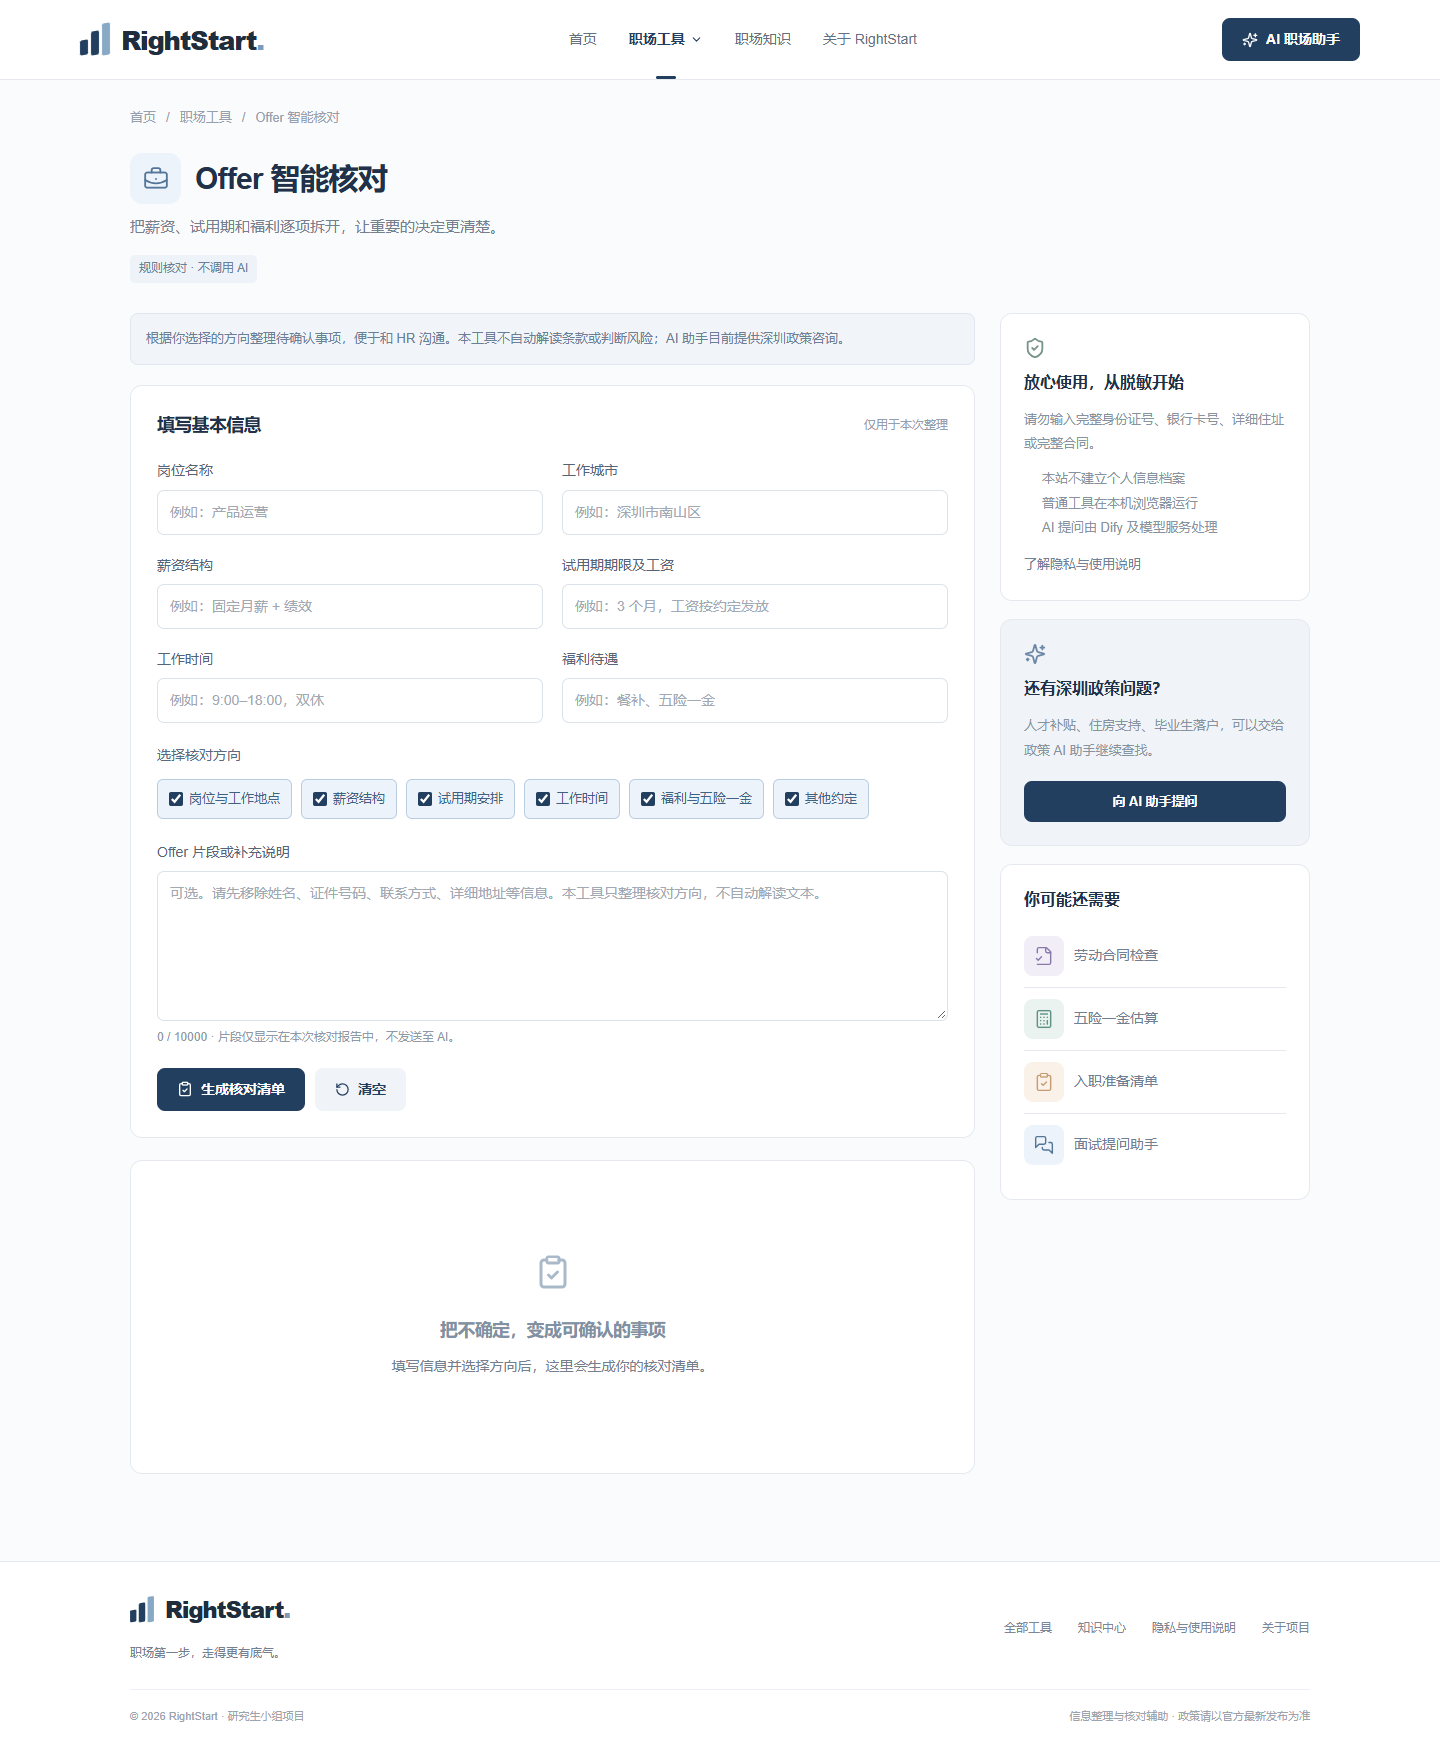 RightStart.
首页
职场工具
职场知识
关于 RightStart
AI 职场助手
首页 / 职场工具 / Offer 智能核对
Offer 智能核对
把薪资、试用期和福利逐项拆开，让重要的决定更清楚。
规则核对 · 不调用 AI
根据你选择的方向整理待确认事项，便于和 HR 沟通。本工具不自动解读条款或判断风险；AI 助手目前提供深圳政策咨询。
填写基本信息
仅用于本次整理
岗位名称
工作城市
例如：产品运营
例如：深圳市南山区
薪资结构
试用期期限及工资
例如：固定月薪 + 绩效
例如：3 个月，工资按约定发放
工作时间
福利待遇
例如：9:00–18:00，双休
例如：餐补、五险一金
选择核对方向
岗位与工作地点
薪资结构
试用期安排
工作时间
福利与五险一金
其他约定
Offer 片段或补充说明
可选。请先移除姓名、证件号码、联系方式、详细地址等信息。本工具只整理核对方向，不自动解读文本。
0 / 10000 · 片段仅显示在本次核对报告中，不发送至 AI。
生成核对清单
清空
把不确定，变成可确认的事项
填写信息并选择方向后，这里会生成你的核对清单。
放心使用，从脱敏开始
请勿输入完整身份证号、银行卡号、详细住址
或完整合同。
本站不建立个人信息档案
普通工具在本机浏览器运行
AI 提问由 Dify 及模型服务处理
了解隐私与使用说明
还有深圳政策问题？
人才补贴、住房支持、毕业生落户，可以交给
政策 AI 助手继续查找。
向 AI 助手提问
你可能还需要
劳动合同检查
五险一金估算
入职准备清单
面试提问助手
RightStart.
职场第一步，走得更有底气。
全部工具
知识中心
隐私与使用说明
关于项目
© 2026 RightStart · 研究生小组项目
信息整理与核对辅助 · 政策请以官方最新发布为准